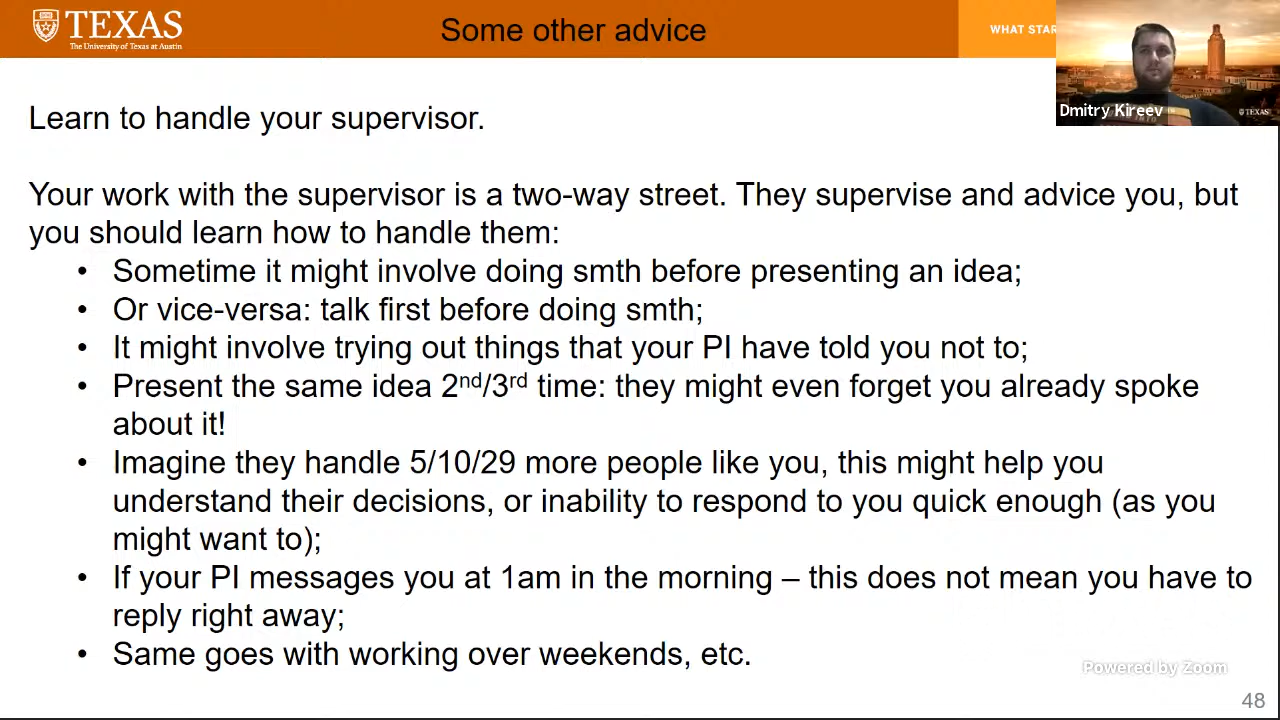 TEXAS
The University of Texas at Austin
Some other advice
WHAT STAR
Dmitry Kireev
TEXAS
Learn to handle your supervisor.
Your work with the supervisor is a two-way street. They supervise and advice you, but
you should learn how to handle them:
• Sometime it might involve doing smth before presenting an idea;
• Or vice-versa: talk first before doing smth;
• It might involve trying out things that your PI have told you not to;
• Present the same idea 2nd/3rd time: they might even forget you already spoke
about it!
• Imagine they handle 5/10/29 more people like you, this might help you
understand their decisions, or inability to respond to you quick enough (as you
might want to);
• If your PI messages you at 1am in the morning – this does not mean you have to
reply right away;
• Same goes with working over weekends, etc.
Powered by Zoom
48